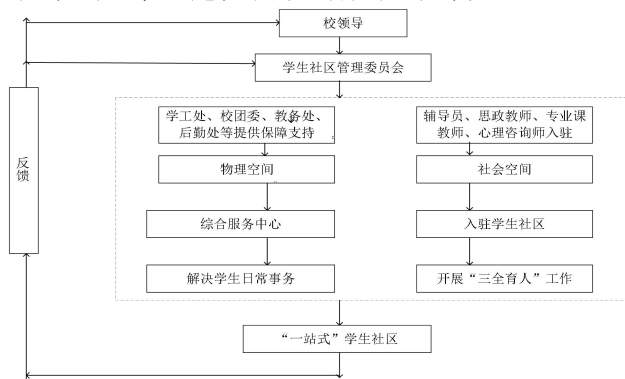 校领导
学生社区管理委员会
学工处、校团委、教务处、
后勤处等提供保障支持
辅导员、思政教师、专业课
教师、心理咨询师入驻
物理空间
社会空间
反馈
综合服务中心
入驻学生社区
解决学生日常事务
开展“三全育人”工作
“一站式”学生社区